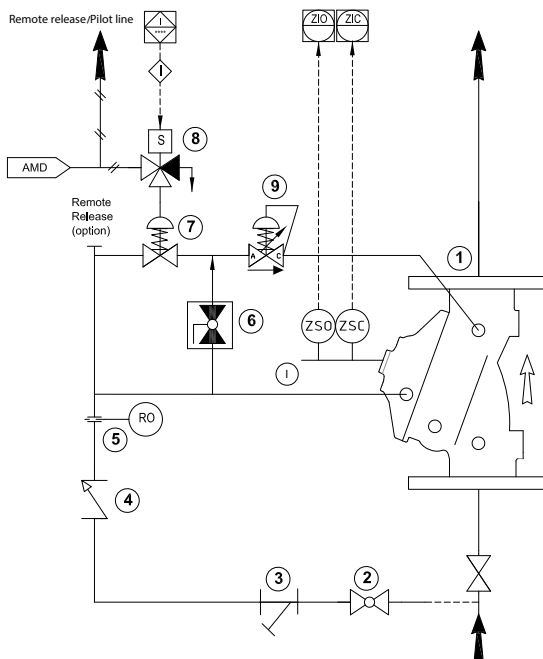 Remote release/Pilot line
I
****
I
ZIO
ZIC
S
8
AMD
Remote
Release
(option)
7
9
A
C
1
6
ZSO
ZSC
I
5
RO
4
3
2